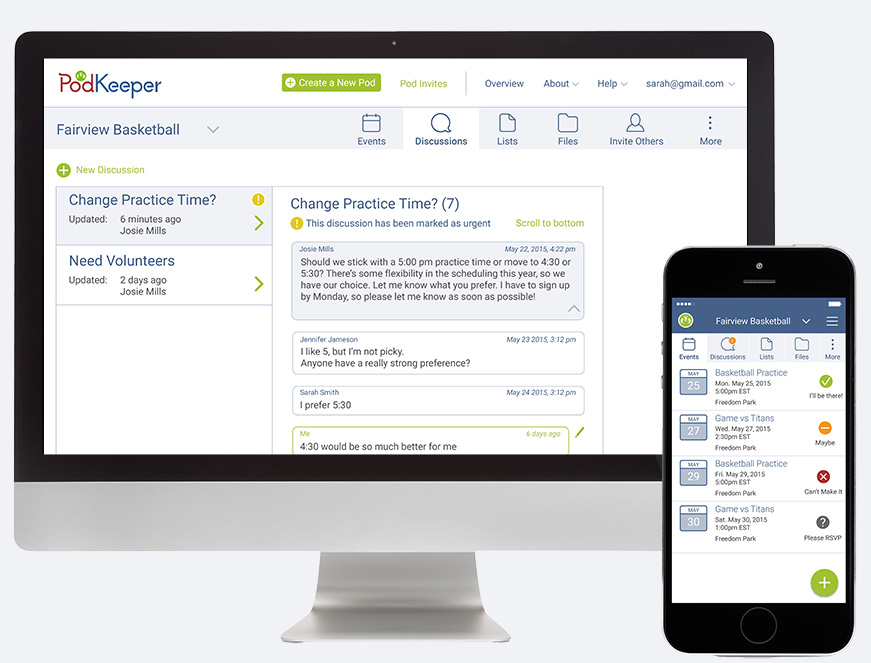 PodKeeper
Create a New Pod
Pod Invites
Overview
About
Help
sarah@gmail.com
Fairview Basketball
Events
Discussions
Lists
Files
Invite Others
More
New Discussion
Change Practice Time?
Updated: 6 minutes ago
Josie Mills
Need Volunteers
Updated: 2 days ago
Josie Mills
Change Practice Time? (7)
This discussion has been marked as urgent
Scroll to bottom
Josie Mills
May 22, 2015, 4:22 pm
Should we stick with a 5:00 pm practice time or move to 4:30 or
5:30? There's some flexibility in the scheduling this year, so we
have our choice. Let me know what you prefer. I have to sign up
by Monday, so please let me know as soon as possible!
Jennifer Jameson
May 23 2015, 3:12 pm
I like 5, but I'm not picky.
Anyone have a really strong preference?
Sarah Smith
May 24 2015, 3:12 pm
I prefer 5:30
Me
6 days ago
4:30 would be so much better for me
Fairview Basketball
Events
Discussions
Lists
Files
More
MAY
25
Basketball Practice
Mon. May 25, 2015
5:00pm EST
Freedom Park
I'll be there!
MAY
27
Game vs Titans
Wed. May 27, 2015
2:30pm EST
Freedom Park
Maybe
MAY
29
Basketball Practice
Fri. May 29, 2015
5:00pm EST
Freedom Park
Can't Make It
MAY
30
Game vs Titans
Sat. May 30, 2015
1:00pm EST
Freedom Park
Please RSVP